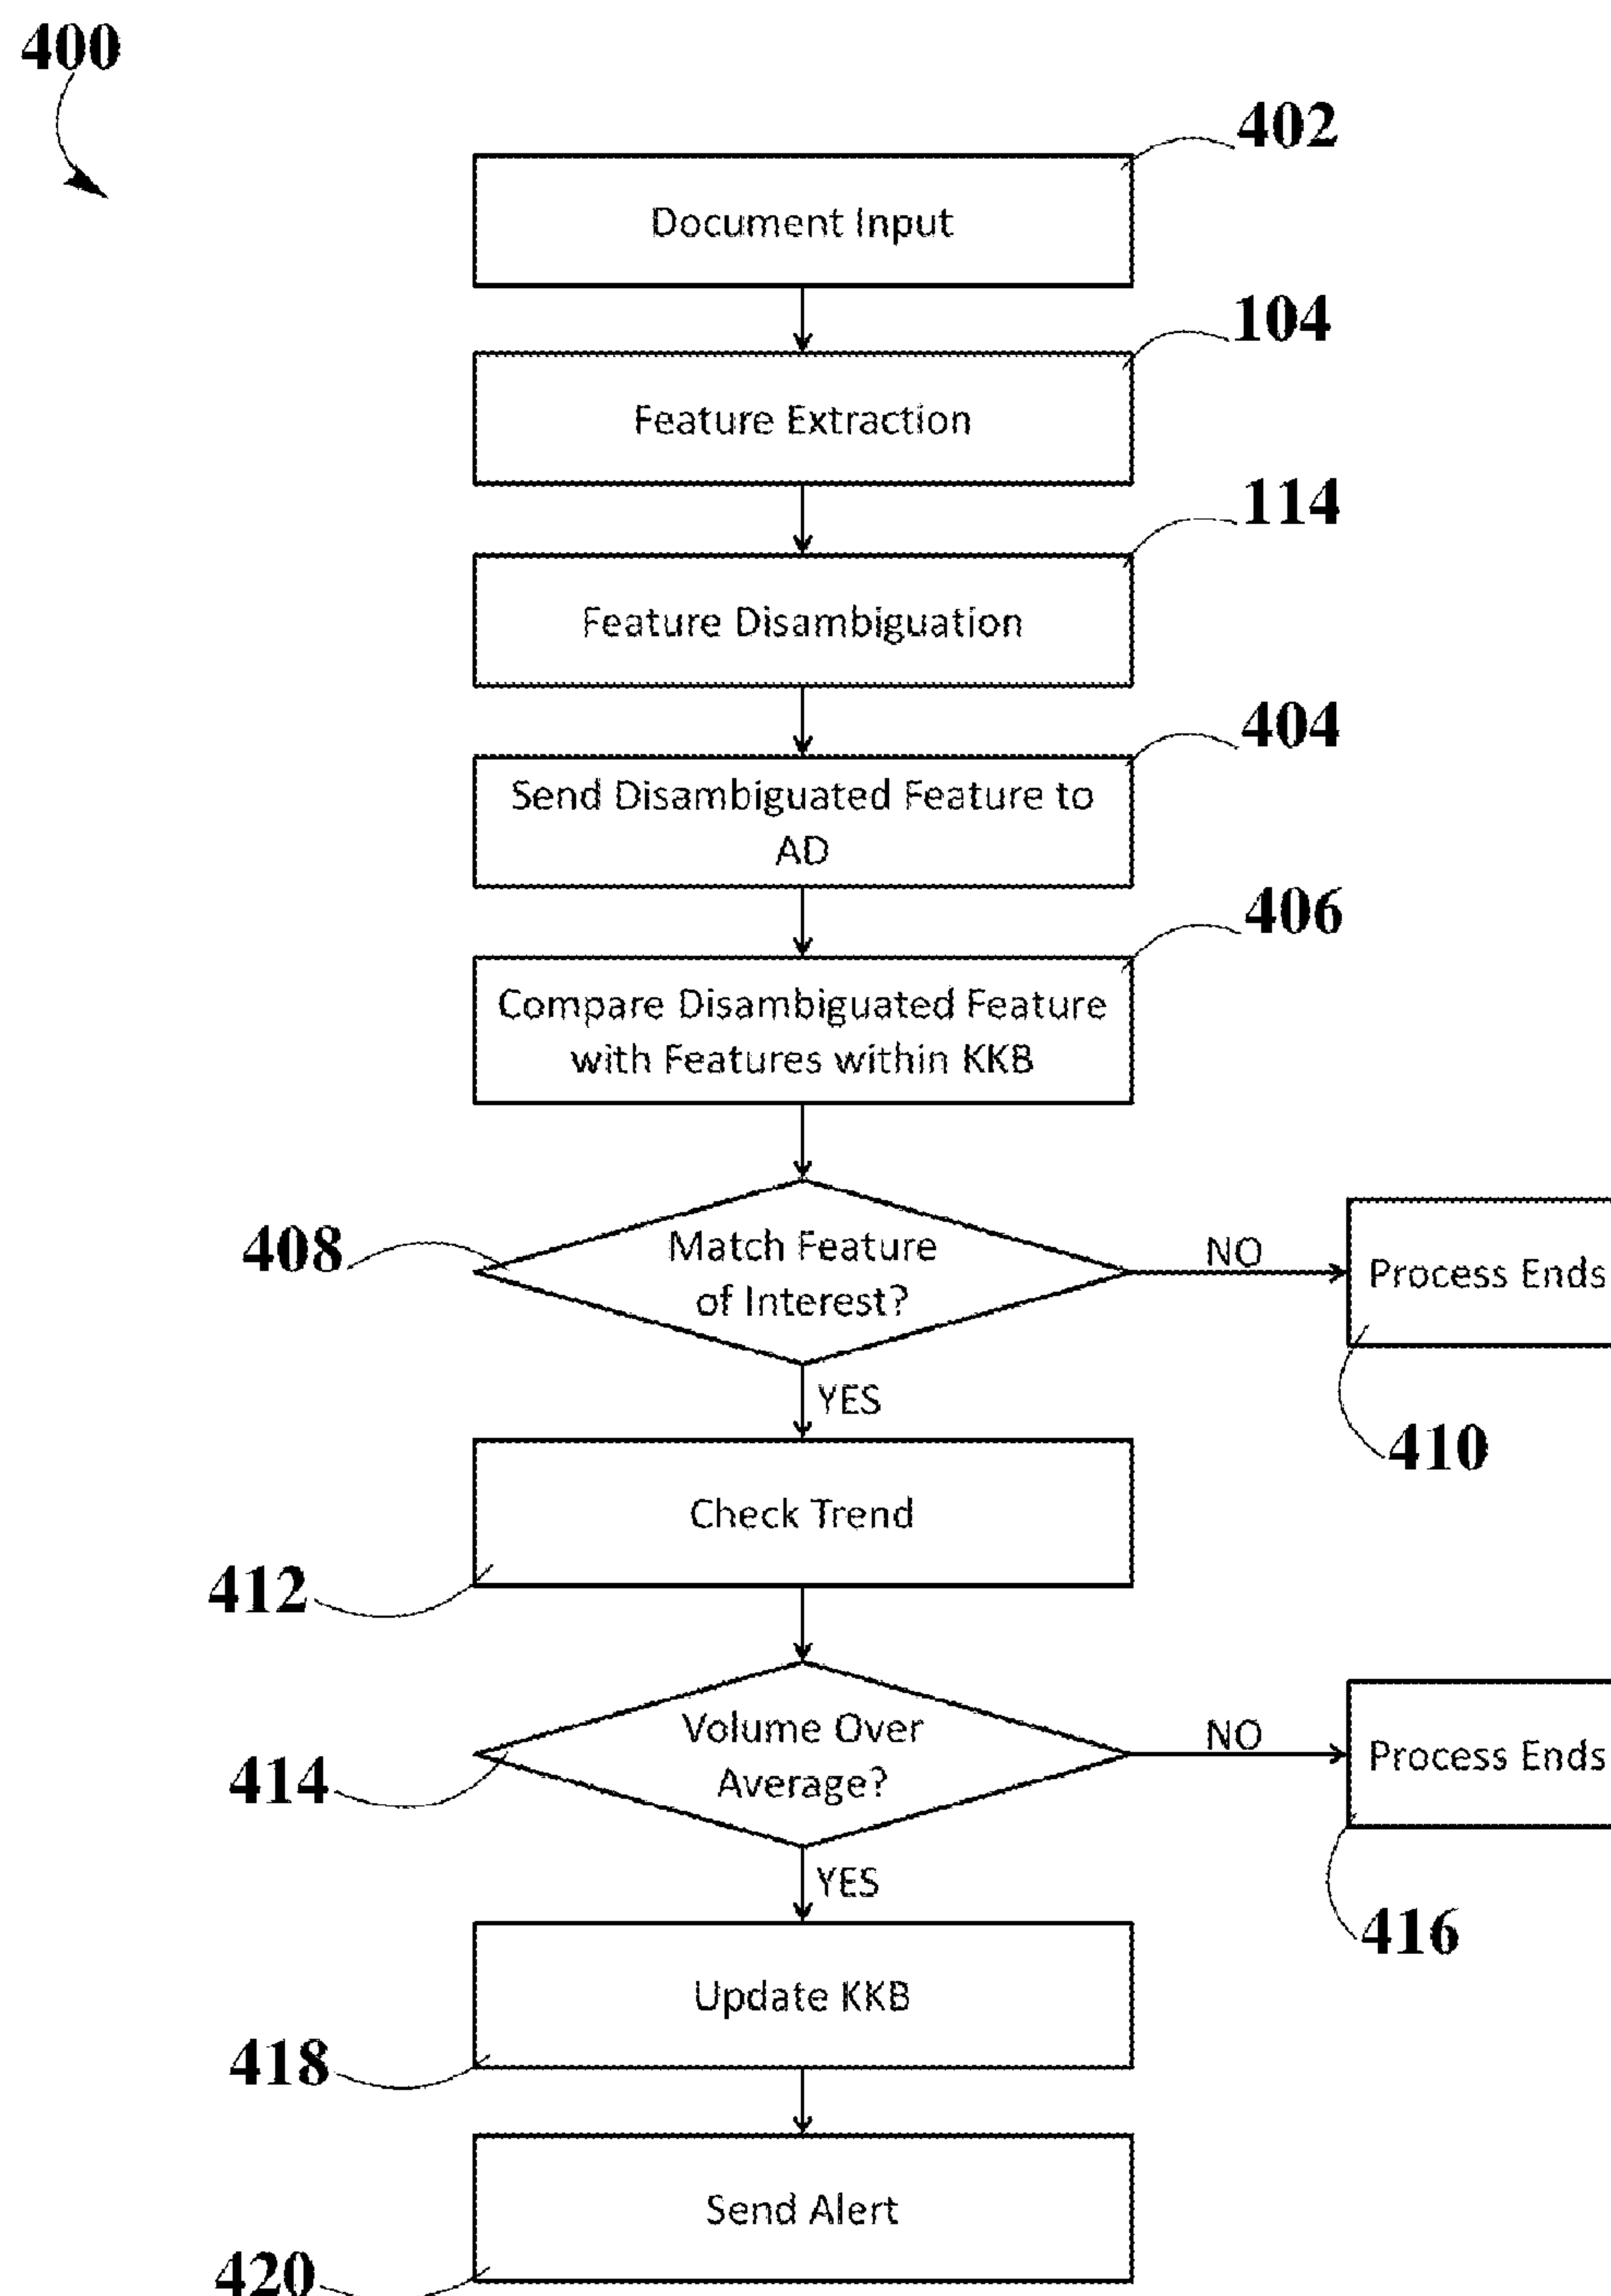 400
402
Document Input
104
Feature Extraction
114
Feature Disambiguation
404
Send Disambiguated Feature to
AD
406
Compare Disambiguated Feature
with Features within KKB
408
Match Feature
of Interest?
NO
Process Ends
410
YES
Check Trend
412
Volume Over
Average?
NO
Process Ends
414
416
YES
Update KKB
418
Send Alert
420